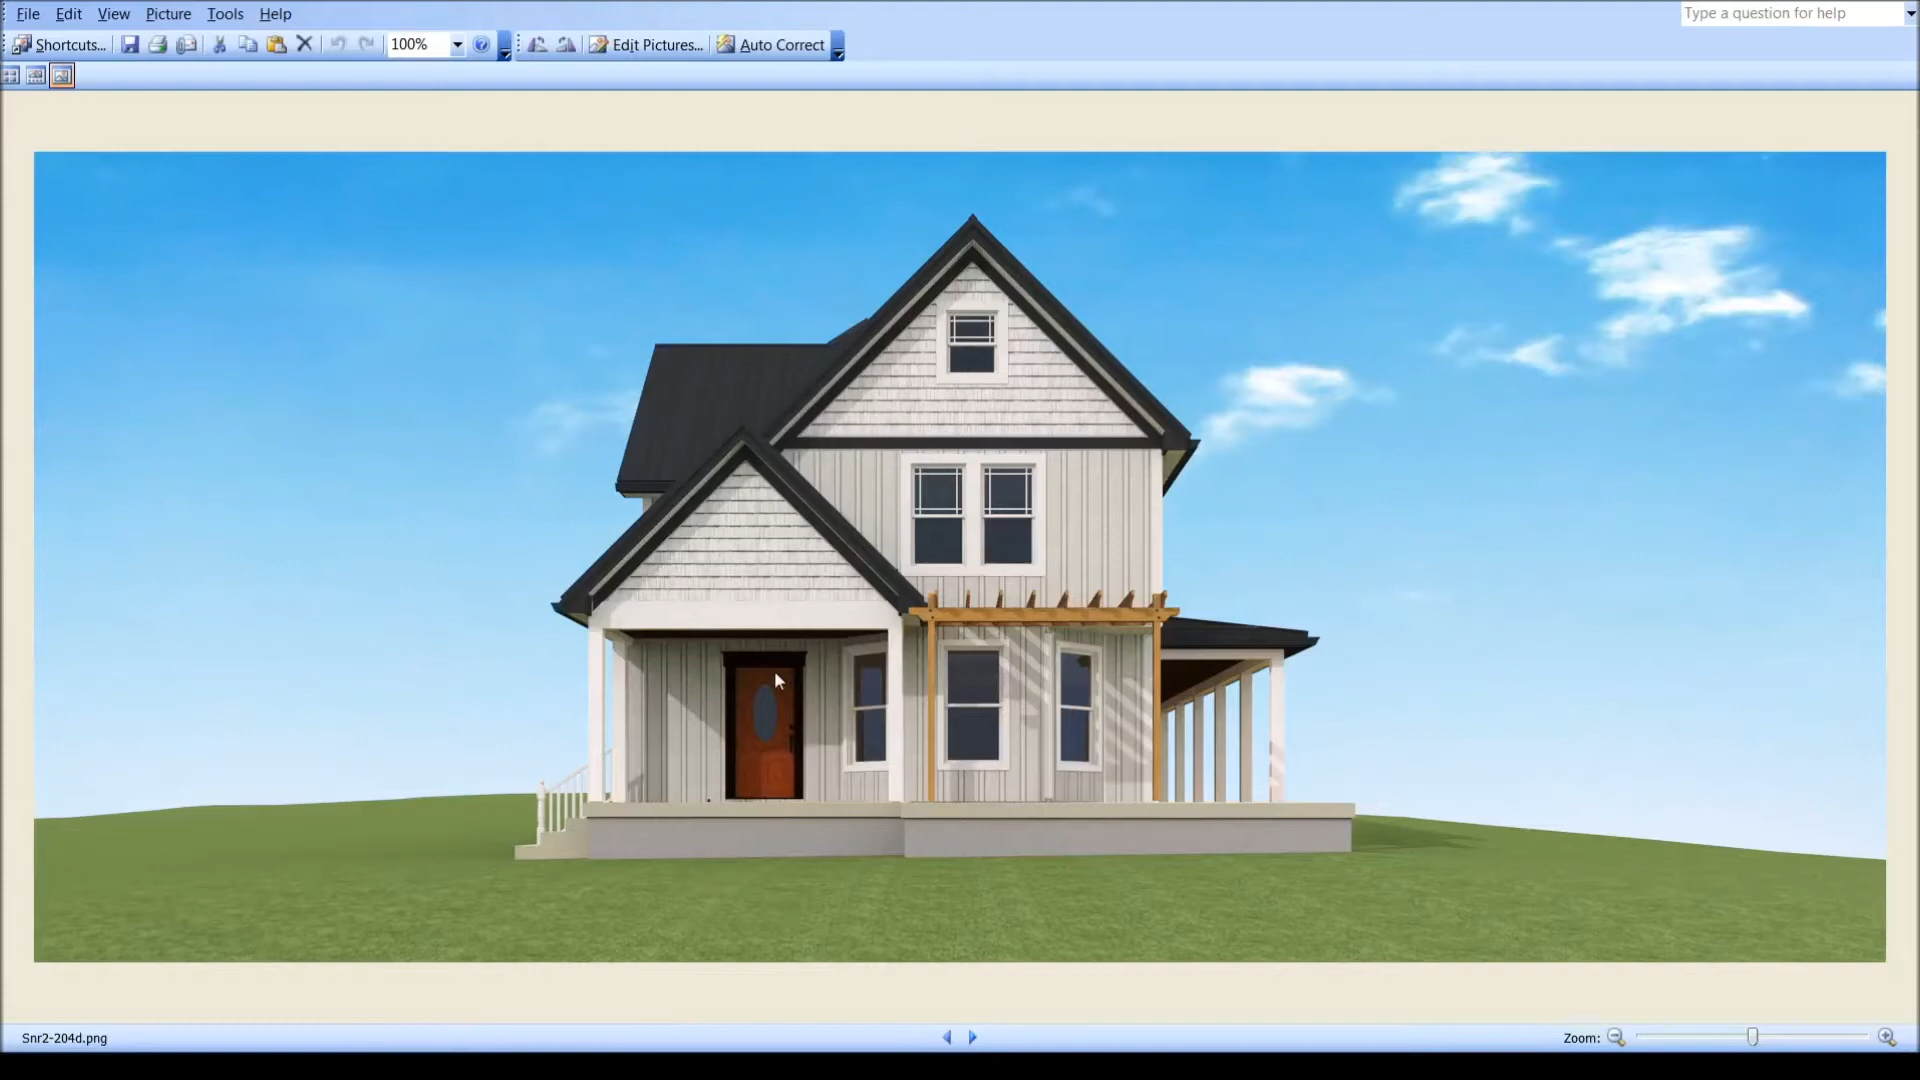 File Edit View Picture Tools Help Type a question for help
Shortcuts... 100% Edit Pictures... Auto Correct
Snr2-204d.png Zoom: